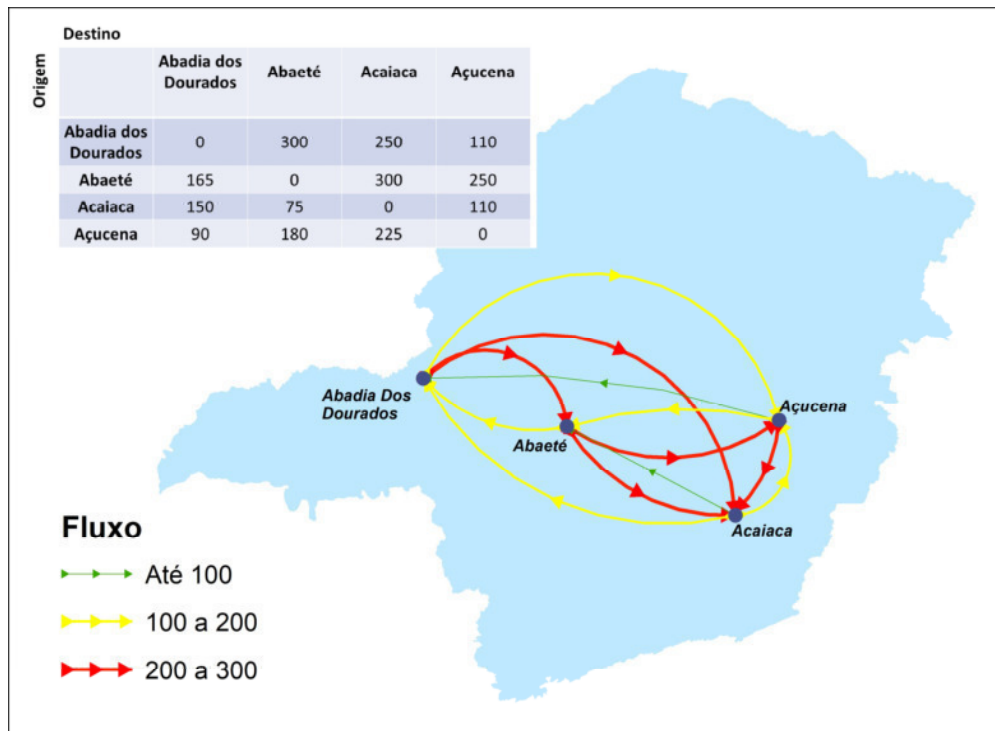 Destino
Origem
Abadia dos Dourados Abaeté Acaiaca Açucena
Abadia dos Dourados 0 300 250 110
Abaeté 165 0 300 250
Acaiaca 150 75 0 110
Açucena 90 180 225 0
Abadia Dos
Dourados
Abaeté
Açucena
Acaiaca
Fluxo
Até 100
100 a 200
200 a 300